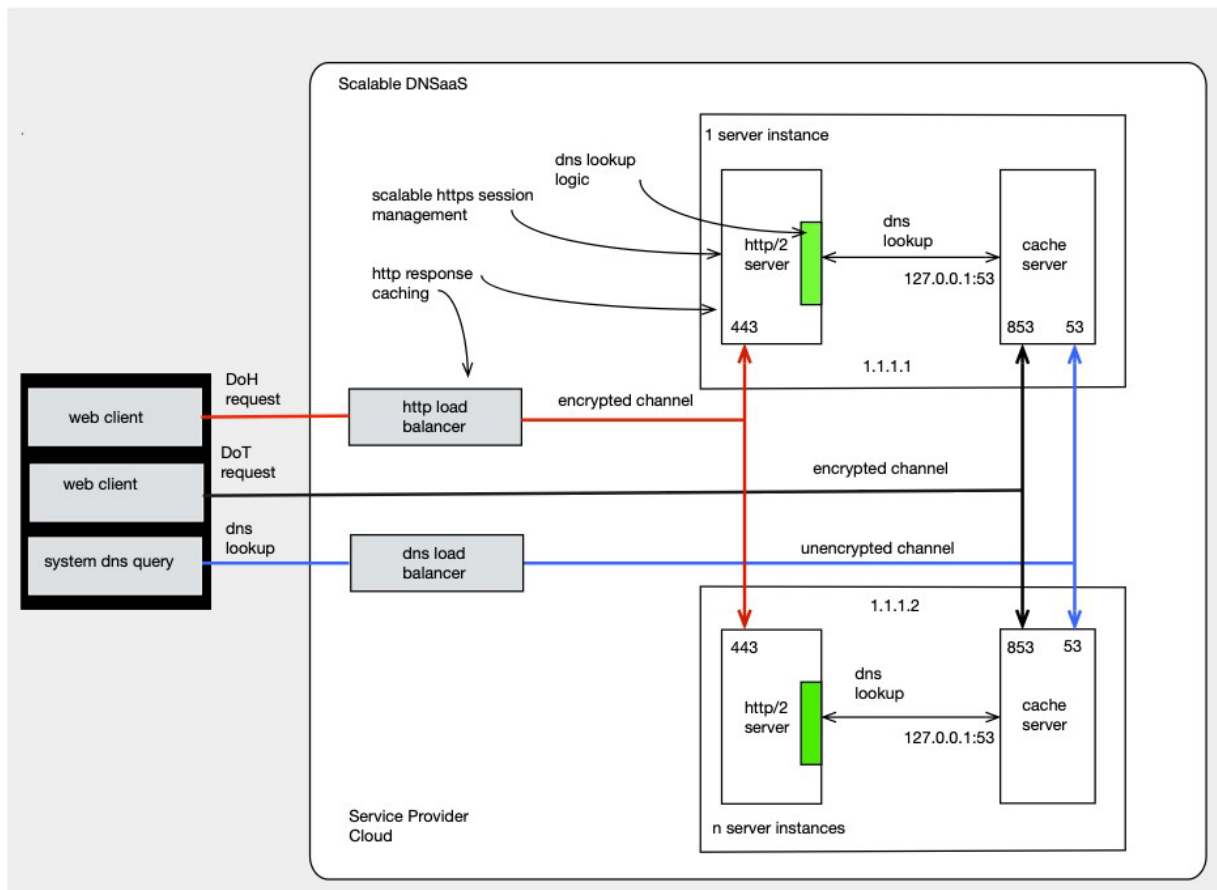 Scalable DNSaaS
1 server instance
dns lookup
logic
scalable https session
management
http/2
server
dns
lookup
cache
server
127.0.0.1:53
http response
caching
443
853
53
1.1.1.1
DoH
request
web client
http load
balancer
encrypted channel
DoT
request
web client
encrypted channel
dns
lookup
system dns query
dns load
balancer
unencrypted channel
1.1.1.2
443
853
53
dns
lookup
http/2
server
cache
server
127.0.0.1:53
Service Provider
Cloud
n server instances